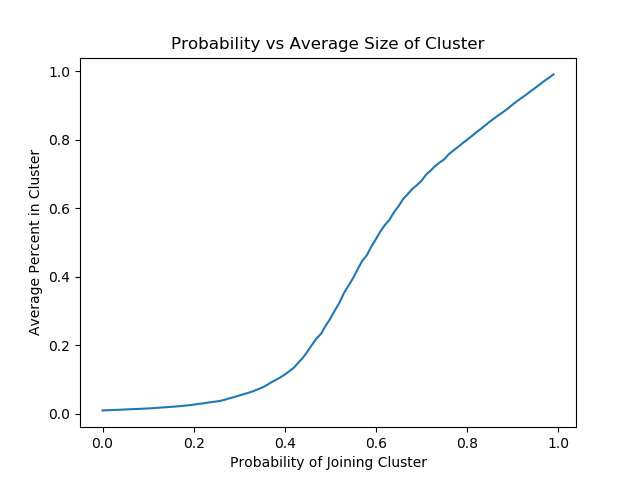 Probability vs Average Size of Cluster
1.0
0.8
0.6
0.4
0.2
0.0
Average Percent in Cluster
0.0 0.2 0.4 0.6 0.8 1.0
Probability of Joining Cluster